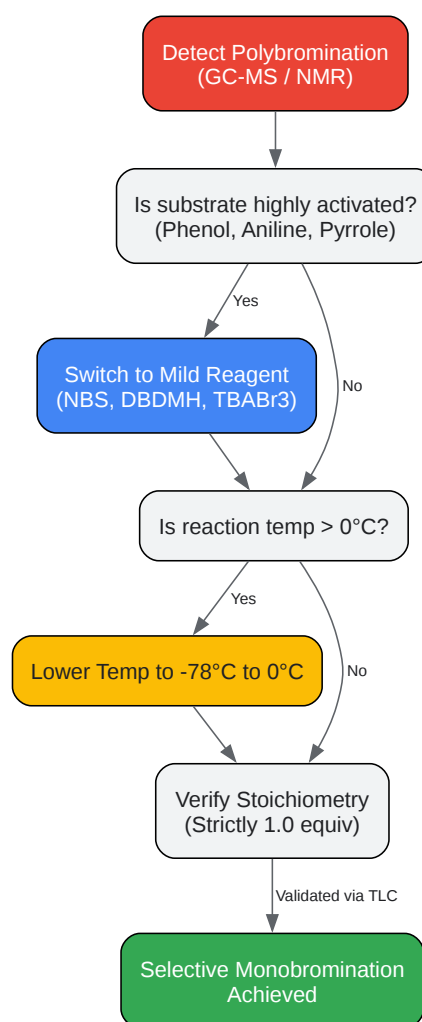 Detect Polybromination
(GC-MS / NMR)
Is substrate highly activated?
(Phenol, Aniline, Pyrrole)
Yes
Switch to Mild Reagent
(NBS, DBDMH, TBABr3)
No
Is reaction temp > 0°C?
Yes
Lower Temp to -78°C to 0°C
No
Verify Stoichiometry
(Strictly 1.0 equiv)
Validated via TLC
Selective Monobromination
Achieved